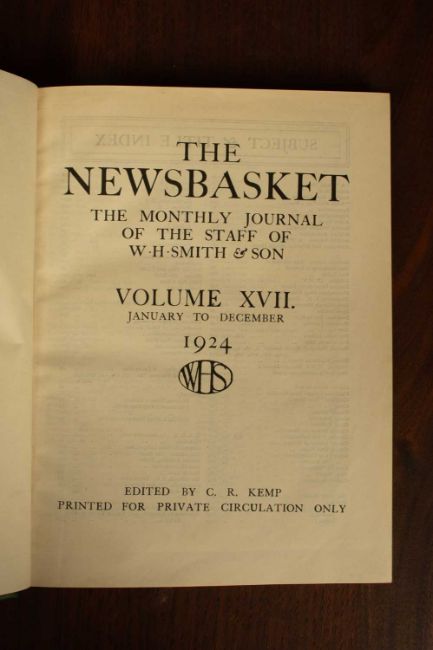 THE
NEWSBASKET
THE MONTHLY JOURNAL
OF THE STAFF OF
W·H·SMITH & SON
VOLUME XVII.
JANUARY TO DECEMBER
1924
WHS
EDITED BY C. R. KEMP
PRINTED FOR PRIVATE CIRCULATION ONLY